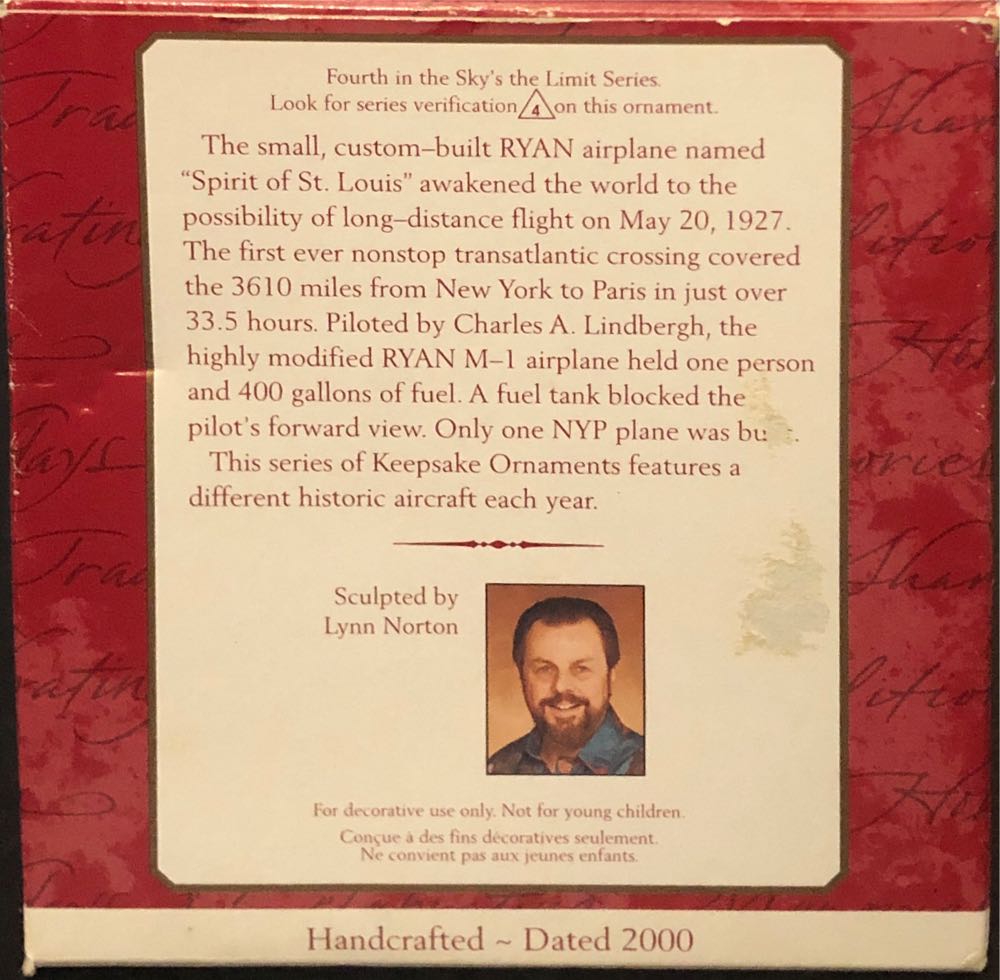 Fourth in the Sky's the Limit Series.
Look for series verification 4 on this ornament.
The small, custom–built RYAN airplane named
“Spirit of St. Louis” awakened the world to the
possibility of long–distance flight on May 20, 1927.
The first ever nonstop transatlantic crossing covered
the 3610 miles from New York to Paris in just over
33.5 hours. Piloted by Charles A. Lindbergh, the
highly modified RYAN M–1 airplane held one person
and 400 gallons of fuel. A fuel tank blocked the
pilot's forward view. Only one NYP plane was
This series of Keepsake Ornaments features a
different historic aircraft each year.
Sculpted by
Lynn Norton
For decorative use only. Not for young children.
Conçue à des fins décoratives seulement.
Ne convient pas aux jeunes enfants.
Handcrafted ~ Dated 2000